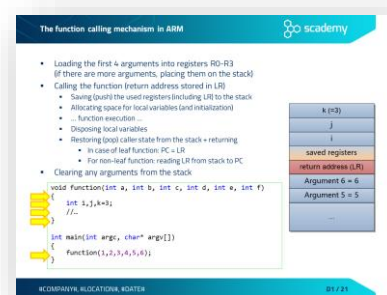 The function calling mechanism in ARM
scademy
Loading the first 4 arguments into registers R0-R3
(if there are more arguments, placing them on the stack)
Calling the function (return address stored in LR)
Saving (push) the used registers(including LR) to the stack
Allocating space for local variables (and initialization)
... function execution ...
Disposing local variables
Restoring (pop) caller state from the stack + returning
In case of leaf function: PC = LR
For non-leaf function: reading LR from stack to PC
Clearing any arguments from the stack
void function(int a, int b, int c, int d, int e, int f)
{
int i,j,k=3;
//…
}
int main(int argc, char* argv[])
{
function(1,2,3,4,5,6);
}
k (=3)
j
i
saved registers
return address (LR)
Argument 6 = 6
Argument 5 = 5
...
#COMPANY#, #LOCATION#, #DATE#
01 / 21